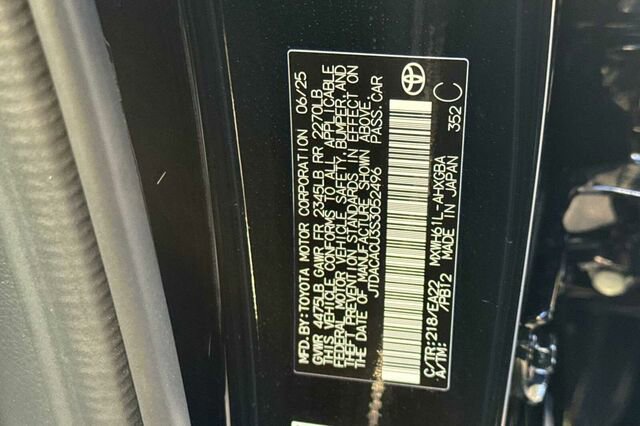 MFD.BY:TOYOTA MOTOR CORPORATION 06/25
GVWR 4475LB GAWR FR 2345LB RR 2270LB
THIS VEHICLE CONFORMS TO ALL APPLICABLE
FEDERAL MOTOR VEHICLE SAFETY,BUMPER,AND
THEFT PREVENTION STANDARDS IN EFFECT ON
THE DATE OF MANUFACTURE SHOWN ABOVE.
JTDACACU3S3052496 PASS.CAR
C/TR:218/EA22 MXWH61L-AHXGBA
A/TM: /PB12 MADE IN JAPAN 352
C